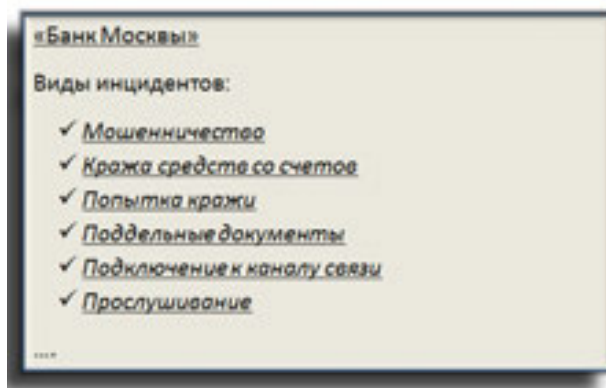 «Банк Москвы»
Виды инцидентов:
✓ Мошенничество
✓ Кража средств со счетов
✓ Попытка кражи
✓ Поддельные документы
✓ Подключение к каналу связи
✓ Прослушивание
....